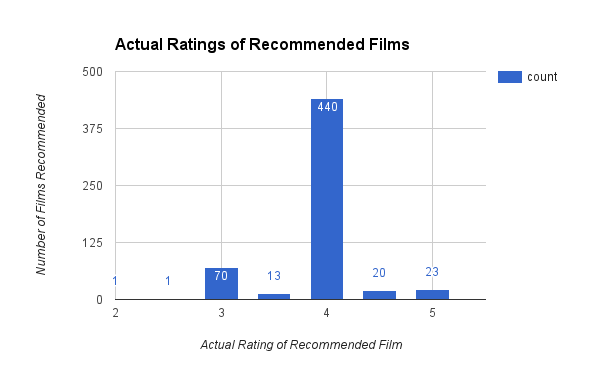 Actual Ratings of Recommended Films
500
375
250
125
0
Number of Films Recommended
1
1
70
13
440
20
23
2 3 4 5
Actual Rating of Recommended Film
count